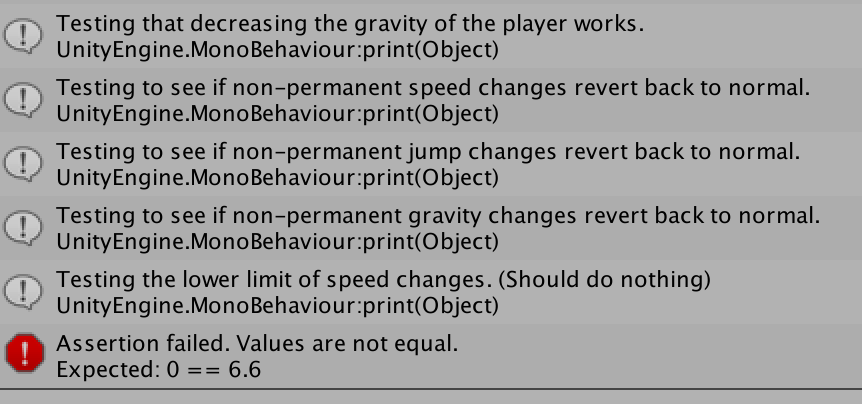 Testing that decreasing the gravity of the player works.
UnityEngine.MonoBehaviour:print(Object)
Testing to see if non-permanent speed changes revert back to normal.
UnityEngine.MonoBehaviour:print(Object)
Testing to see if non-permanent jump changes revert back to normal.
UnityEngine.MonoBehaviour:print(Object)
Testing to see if non-permanent gravity changes revert back to normal.
UnityEngine.MonoBehaviour:print(Object)
Testing the lower limit of speed changes. (Should do nothing)
UnityEngine.MonoBehaviour:print(Object)
Assertion failed. Values are not equal.
Expected: 0 == 6.6